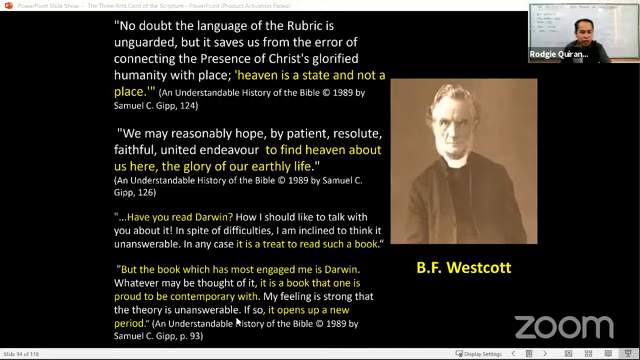 PowerPoint Slide Show - The Three-fold Cord of the Scripture - PowerPoint (Product Activation Failed)
"No doubt the language of the Rubric is
unguarded, but it saves us from the error of
connecting the Presence of Christ's glorified
humanity with place; 'heaven is a state and not a
place.'" (An Understandable History of the Bible © 1989 by
Samuel C. Gipp, 124)
"We may reasonably hope, by patient, resolute,
faithful, united endeavour to find heaven about
us here, the glory of our earthly life."
(An Understandable History of the Bible © 1989 by Samuel C.
Gipp, 126)
"...Have you read Darwin? How I should like to talk with
you about it! In spite of difficulties, I am inclined to think it
unanswerable. In any case it is a treat to read such a book."
"But the book which has most engaged me is Darwin.
Whatever may be thought of it, it is a book that one is
proud to be contemporary with. My feeling is strong that
the theory is unanswerable. If so, it opens up a new
period." (An Understandable History of the Bible © 1989 by
Samuel C. Gipp, p. 93)
B.F. Westcott
Rodgie Quiran...
zoom
Slide 94 of 118
Display Settings